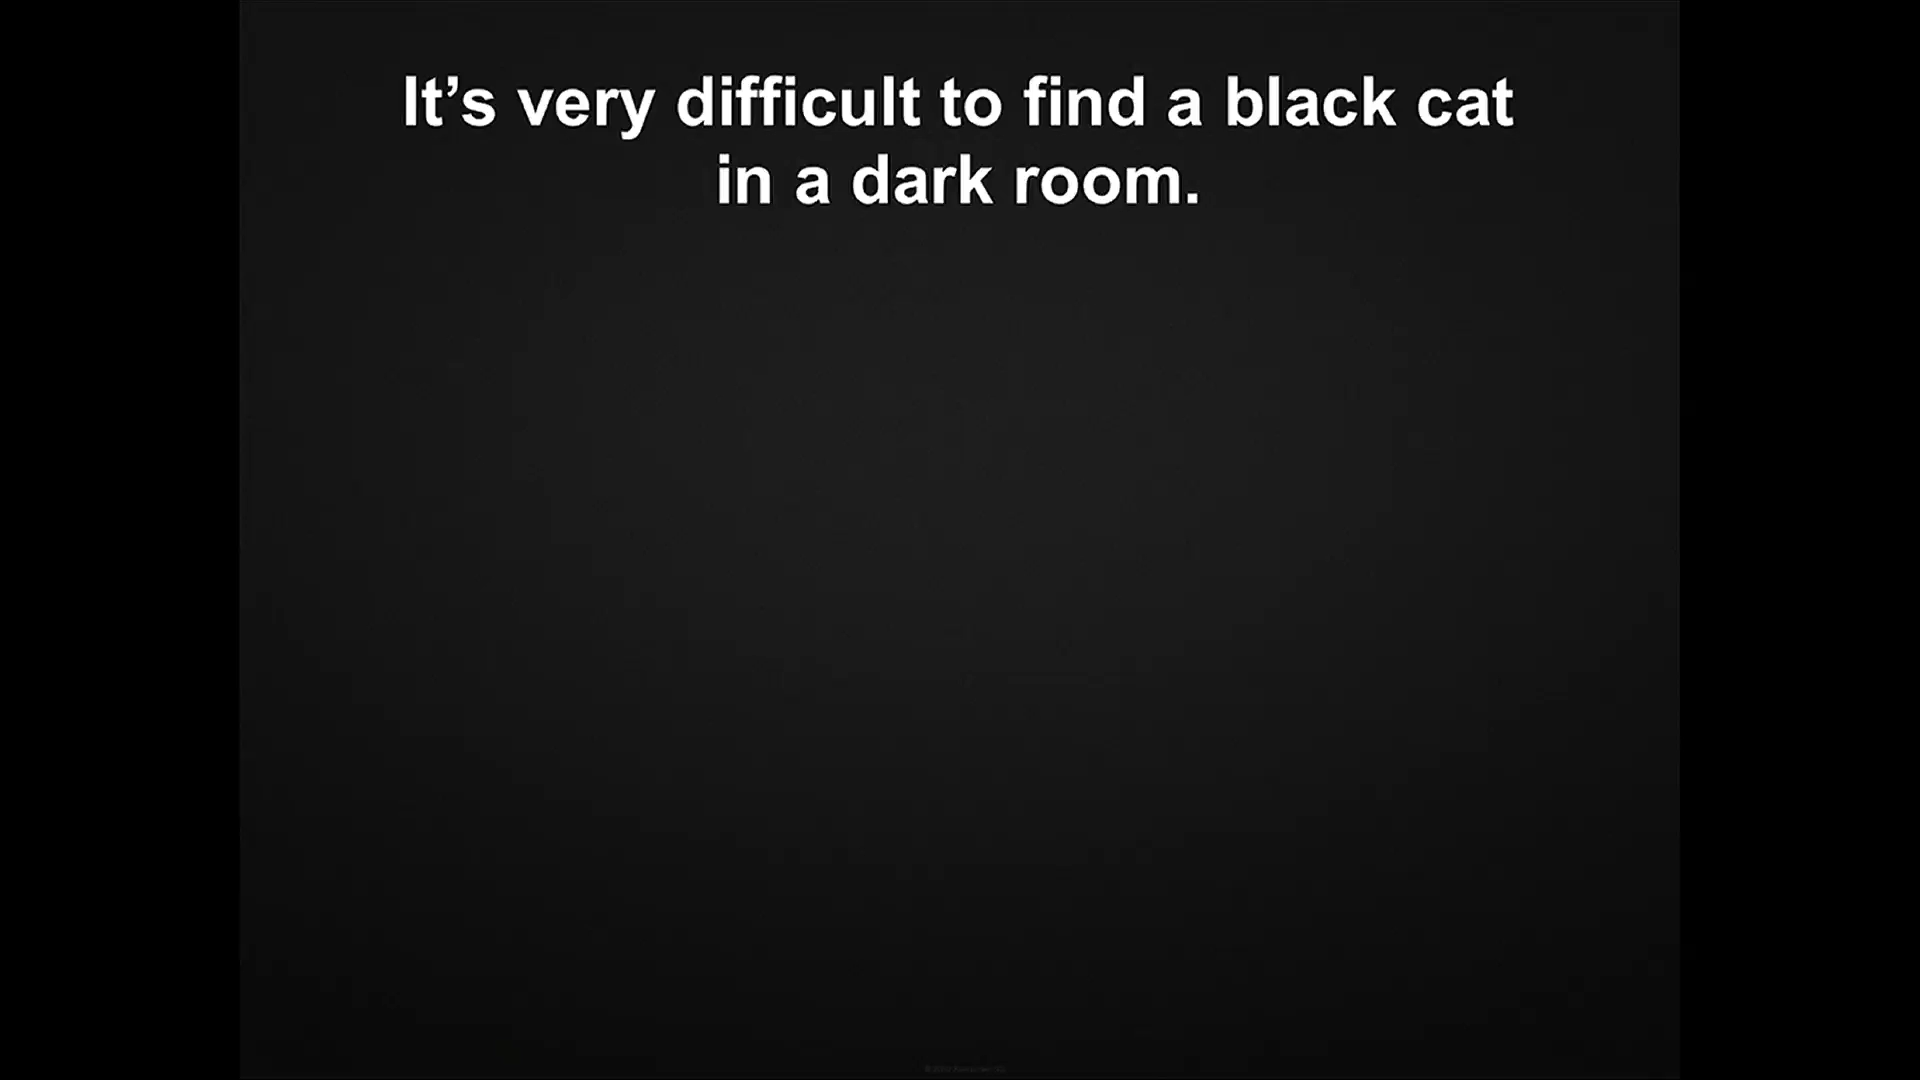 It’s very difficult to find a black cat
in a dark room.